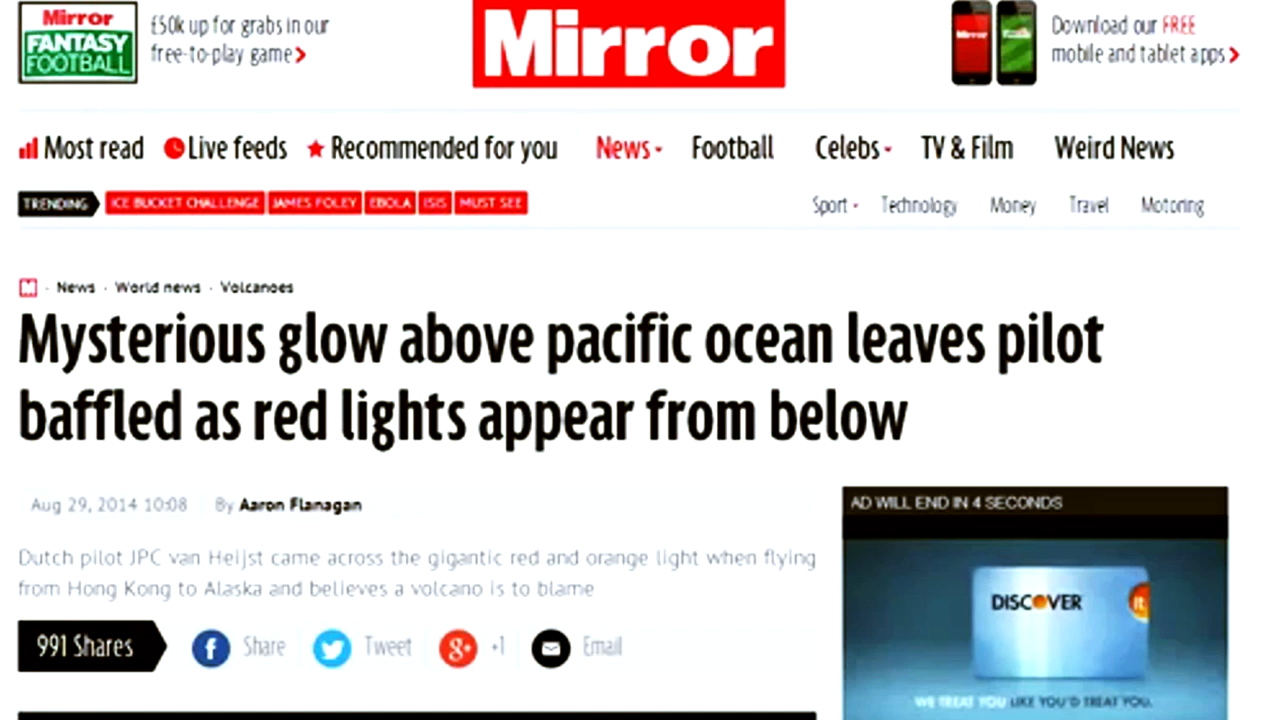 Mirror
FANTASY
FOOTBALL
£50k up for grabs in our
free-to-play game
Mirror
Download our FREE
mobile and tablet apps
Most read Live feeds Recommended for you News Football Celebs TV & Film Weird News
TRENDING ICE BUCKET CHALLENGE JAMES FOLEY EBOLA ISIS MUST SEE
Sport Technology Money Travel Motoring
M · News · World news · Volcanoes
Mysterious glow above pacific ocean leaves pilot
baffled as red lights appear from below
Aug 29, 2014 10:08 By Aaron Flanagan
Dutch pilot JPC van Heijst came across the gigantic red and orange light when flying
from Hong Kong to Alaska and believes a volcano is to blame
991 Shares f Share Tweet g+ +1 Email
AD WILL END IN 4 SECONDS
DISCOVER it
WE TREAT YOU LIKE YOU'D TREAT YOU.